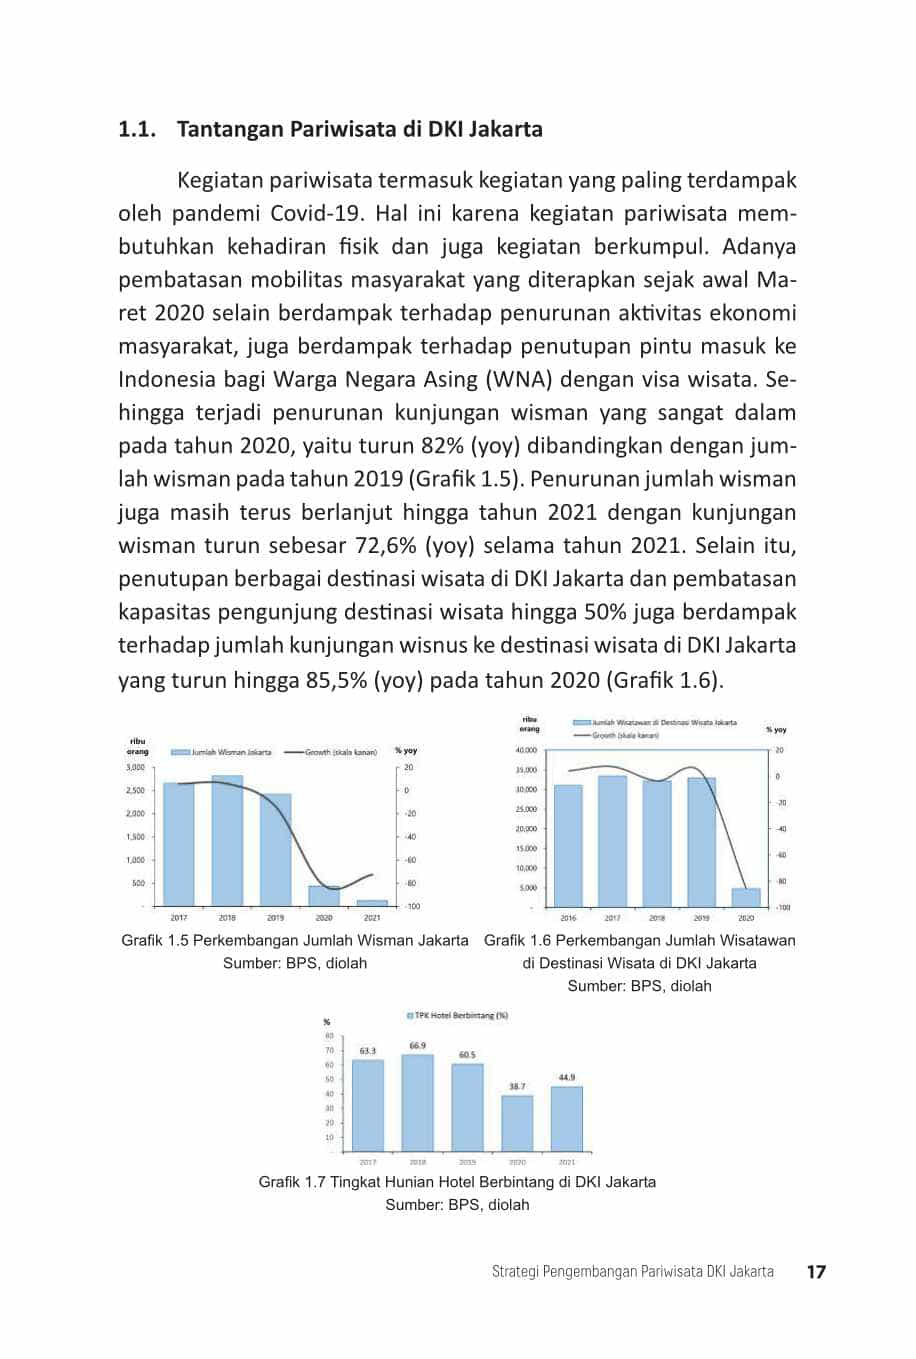 1.1. Tantangan Pariwisata di DKI Jakarta
Kegiatan pariwisata termasuk kegiatan yang paling terdampak
oleh pandemi Covid-19. Hal ini karena kegiatan pariwisata mem-
butuhkan kehadiran fisik dan juga kegiatan berkumpul. Adanya
pembatasan mobilitas masyarakat yang diterapkan sejak awal Ma-
ret 2020 selain berdampak terhadap penurunan aktivitas ekonomi
masyarakat, juga berdampak terhadap penutupan pintu masuk ke
Indonesia bagi Warga Negara Asing (WNA) dengan visa wisata. Se-
hingga terjadi penurunan kunjungan wisman yang sangat dalam
pada tahun 2020, yaitu turun 82% (yoy) dibandingkan dengan jum-
lah wisman pada tahun 2019 (Grafik 1.5). Penurunan jumlah wisman
juga masih terus berlanjut hingga tahun 2021 dengan kunjungan
wisman turun sebesar 72,6% (yoy) selama tahun 2021. Selain itu,
penutupan berbagai destinasi wisata di DKI Jakarta dan pembatasan
kapasitas pengunjung destinasi wisata hingga 50% juga berdampak
terhadap jumlah kunjungan wisnus ke destinasi wisata di DKI Jakarta
yang turun hingga 85,5% (yoy) pada tahun 2020 (Grafik 1.6).
ribu
orang
Jumlah Wisman Jakarta
Growth (skala kanan)
% yoy
3,000
2,500
2,000
1,500
1,000
500
-
20
0
-20
-40
-60
-80
-100
2017 2018 2019 2020 2021
Grafik 1.5 Perkembangan Jumlah Wisman Jakarta
Sumber: BPS, diolah
ribu
orang
Jumlah Wisatawan di Destinasi Wisata Jakarta
Growth (skala kanan)
% yoy
40,000
35,000
30,000
25,000
20,000
15,000
10,000
5,000
-
20
0
-20
-40
-60
-80
-100
2016 2017 2018 2019 2020
Grafik 1.6 Perkembangan Jumlah Wisatawan
di Destinasi Wisata di DKI Jakarta
Sumber: BPS, diolah
%
TPK Hotel Berbintang (%)
80
70
60
50
40
30
20
10
-
63.3
66.9
60.5
38.7
44.9
2017 2018 2019 2020 2021
Grafik 1.7 Tingkat Hunian Hotel Berbintang di DKI Jakarta
Sumber: BPS, diolah
Strategi Pengembangan Pariwisata DKI Jakarta 17